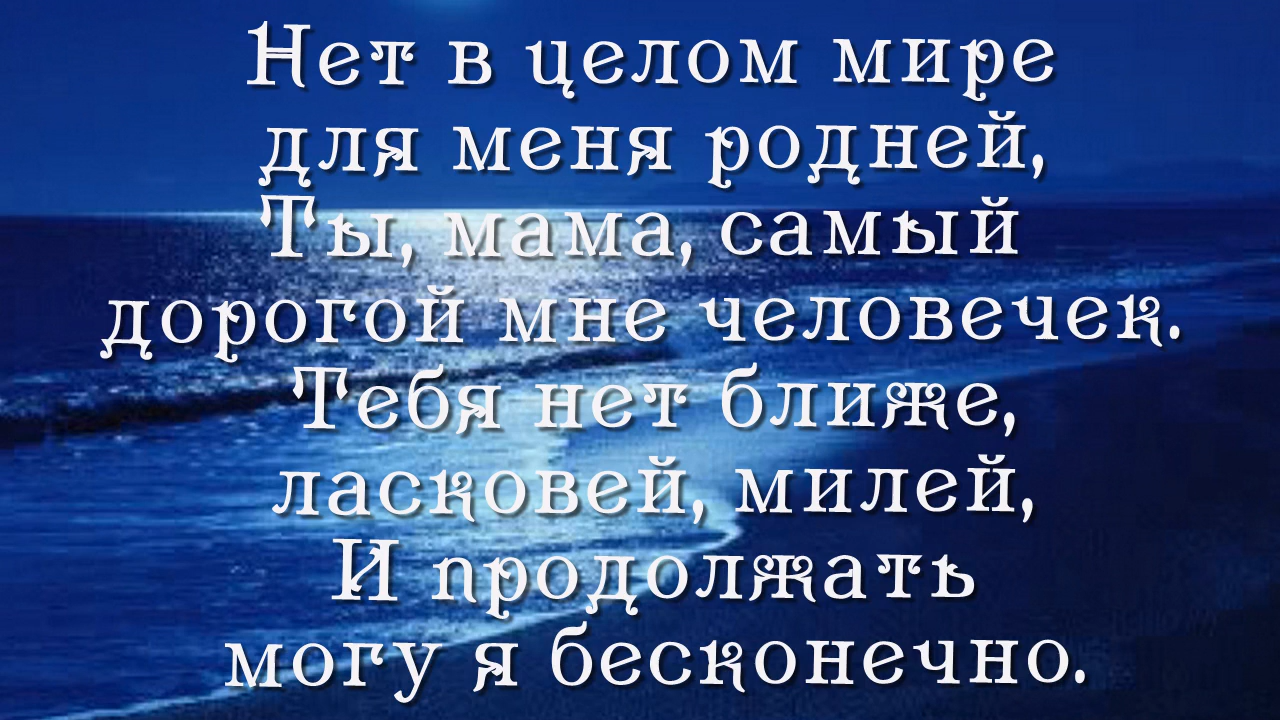 Нет в целом мире
для меня родней,
Ты, мама, самый
дорогой мне человечек.
Тебя нет ближе,
ласковей, милей,
И продолжать
могу я бесконечно.